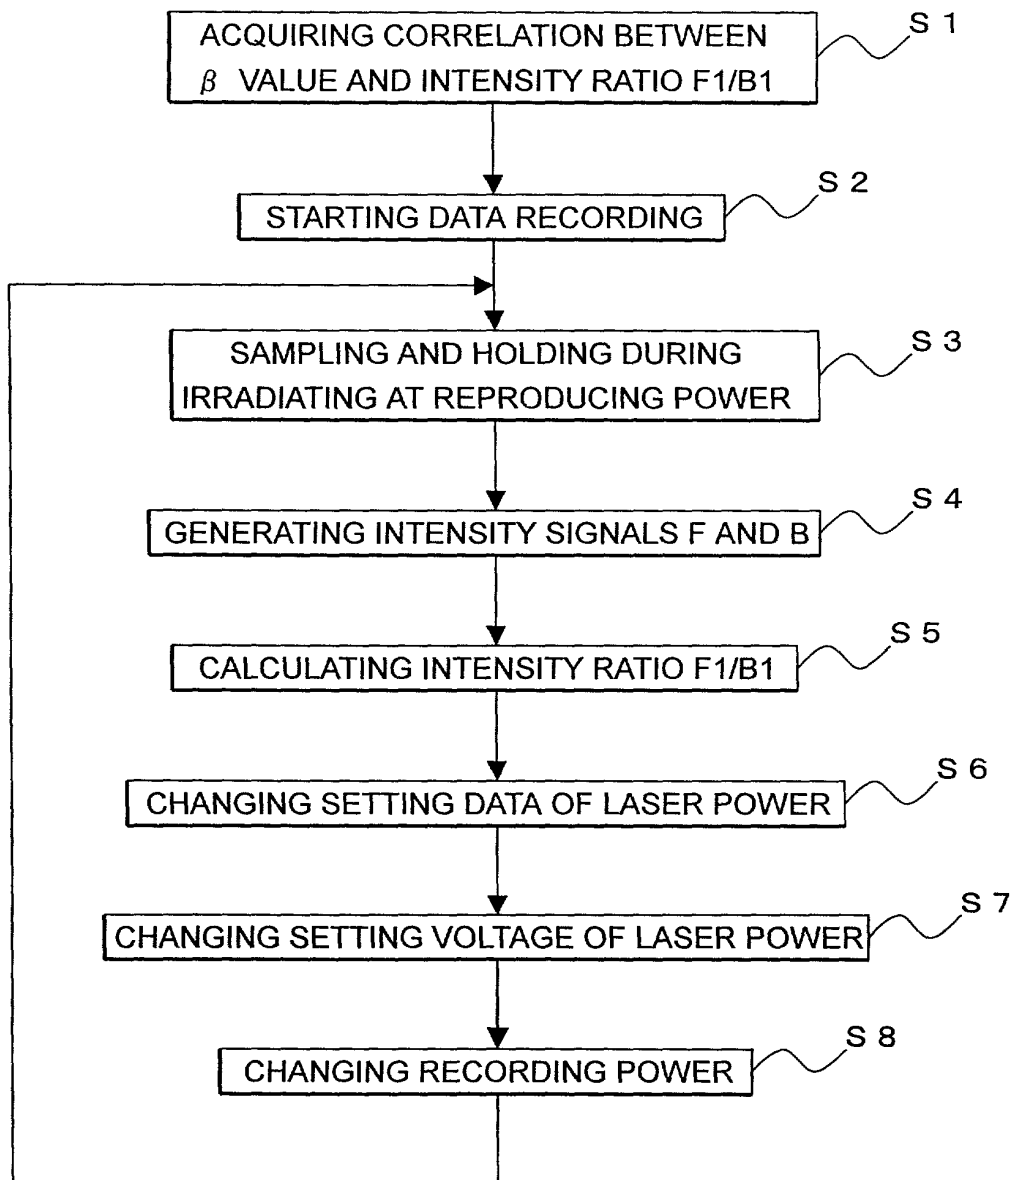 S 1
ACQUIRING CORRELATION BETWEEN
β VALUE AND INTENSITY RATIO F1/B1
S 2
STARTING DATA RECORDING
S 3
SAMPLING AND HOLDING DURING
IRRADIATING AT REPRODUCING POWER
S 4
GENERATING INTENSITY SIGNALS F AND B
S 5
CALCULATING INTENSITY RATIO F1/B1
S 6
CHANGING SETTING DATA OF LASER POWER
S 7
CHANGING SETTING VOLTAGE OF LASER POWER
S 8
CHANGING RECORDING POWER